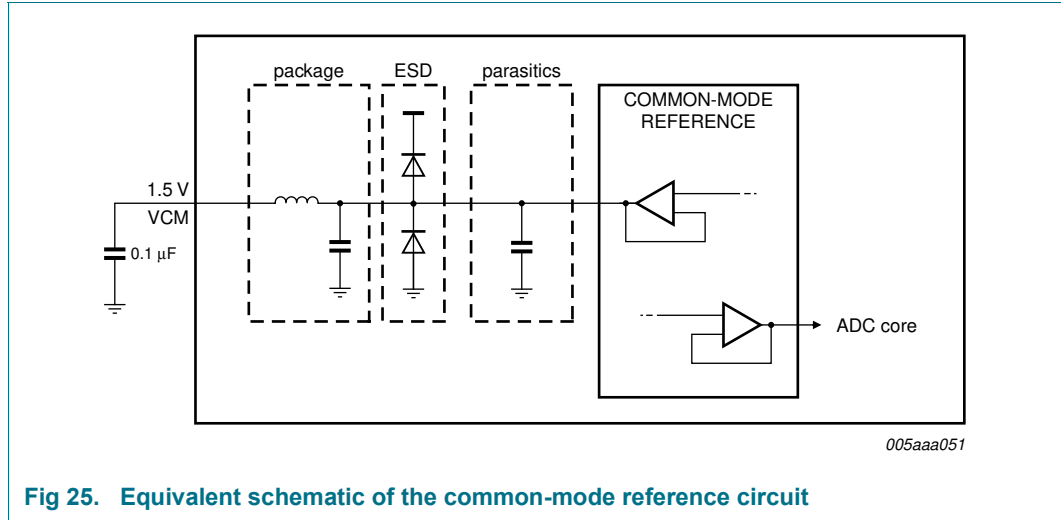 package
ESD
parasitics
COMMON-MODE
REFERENCE
1.5 V
VCM
0.1 μF
ADC core
005aaa051
Fig 25. Equivalent schematic of the common-mode reference circuit